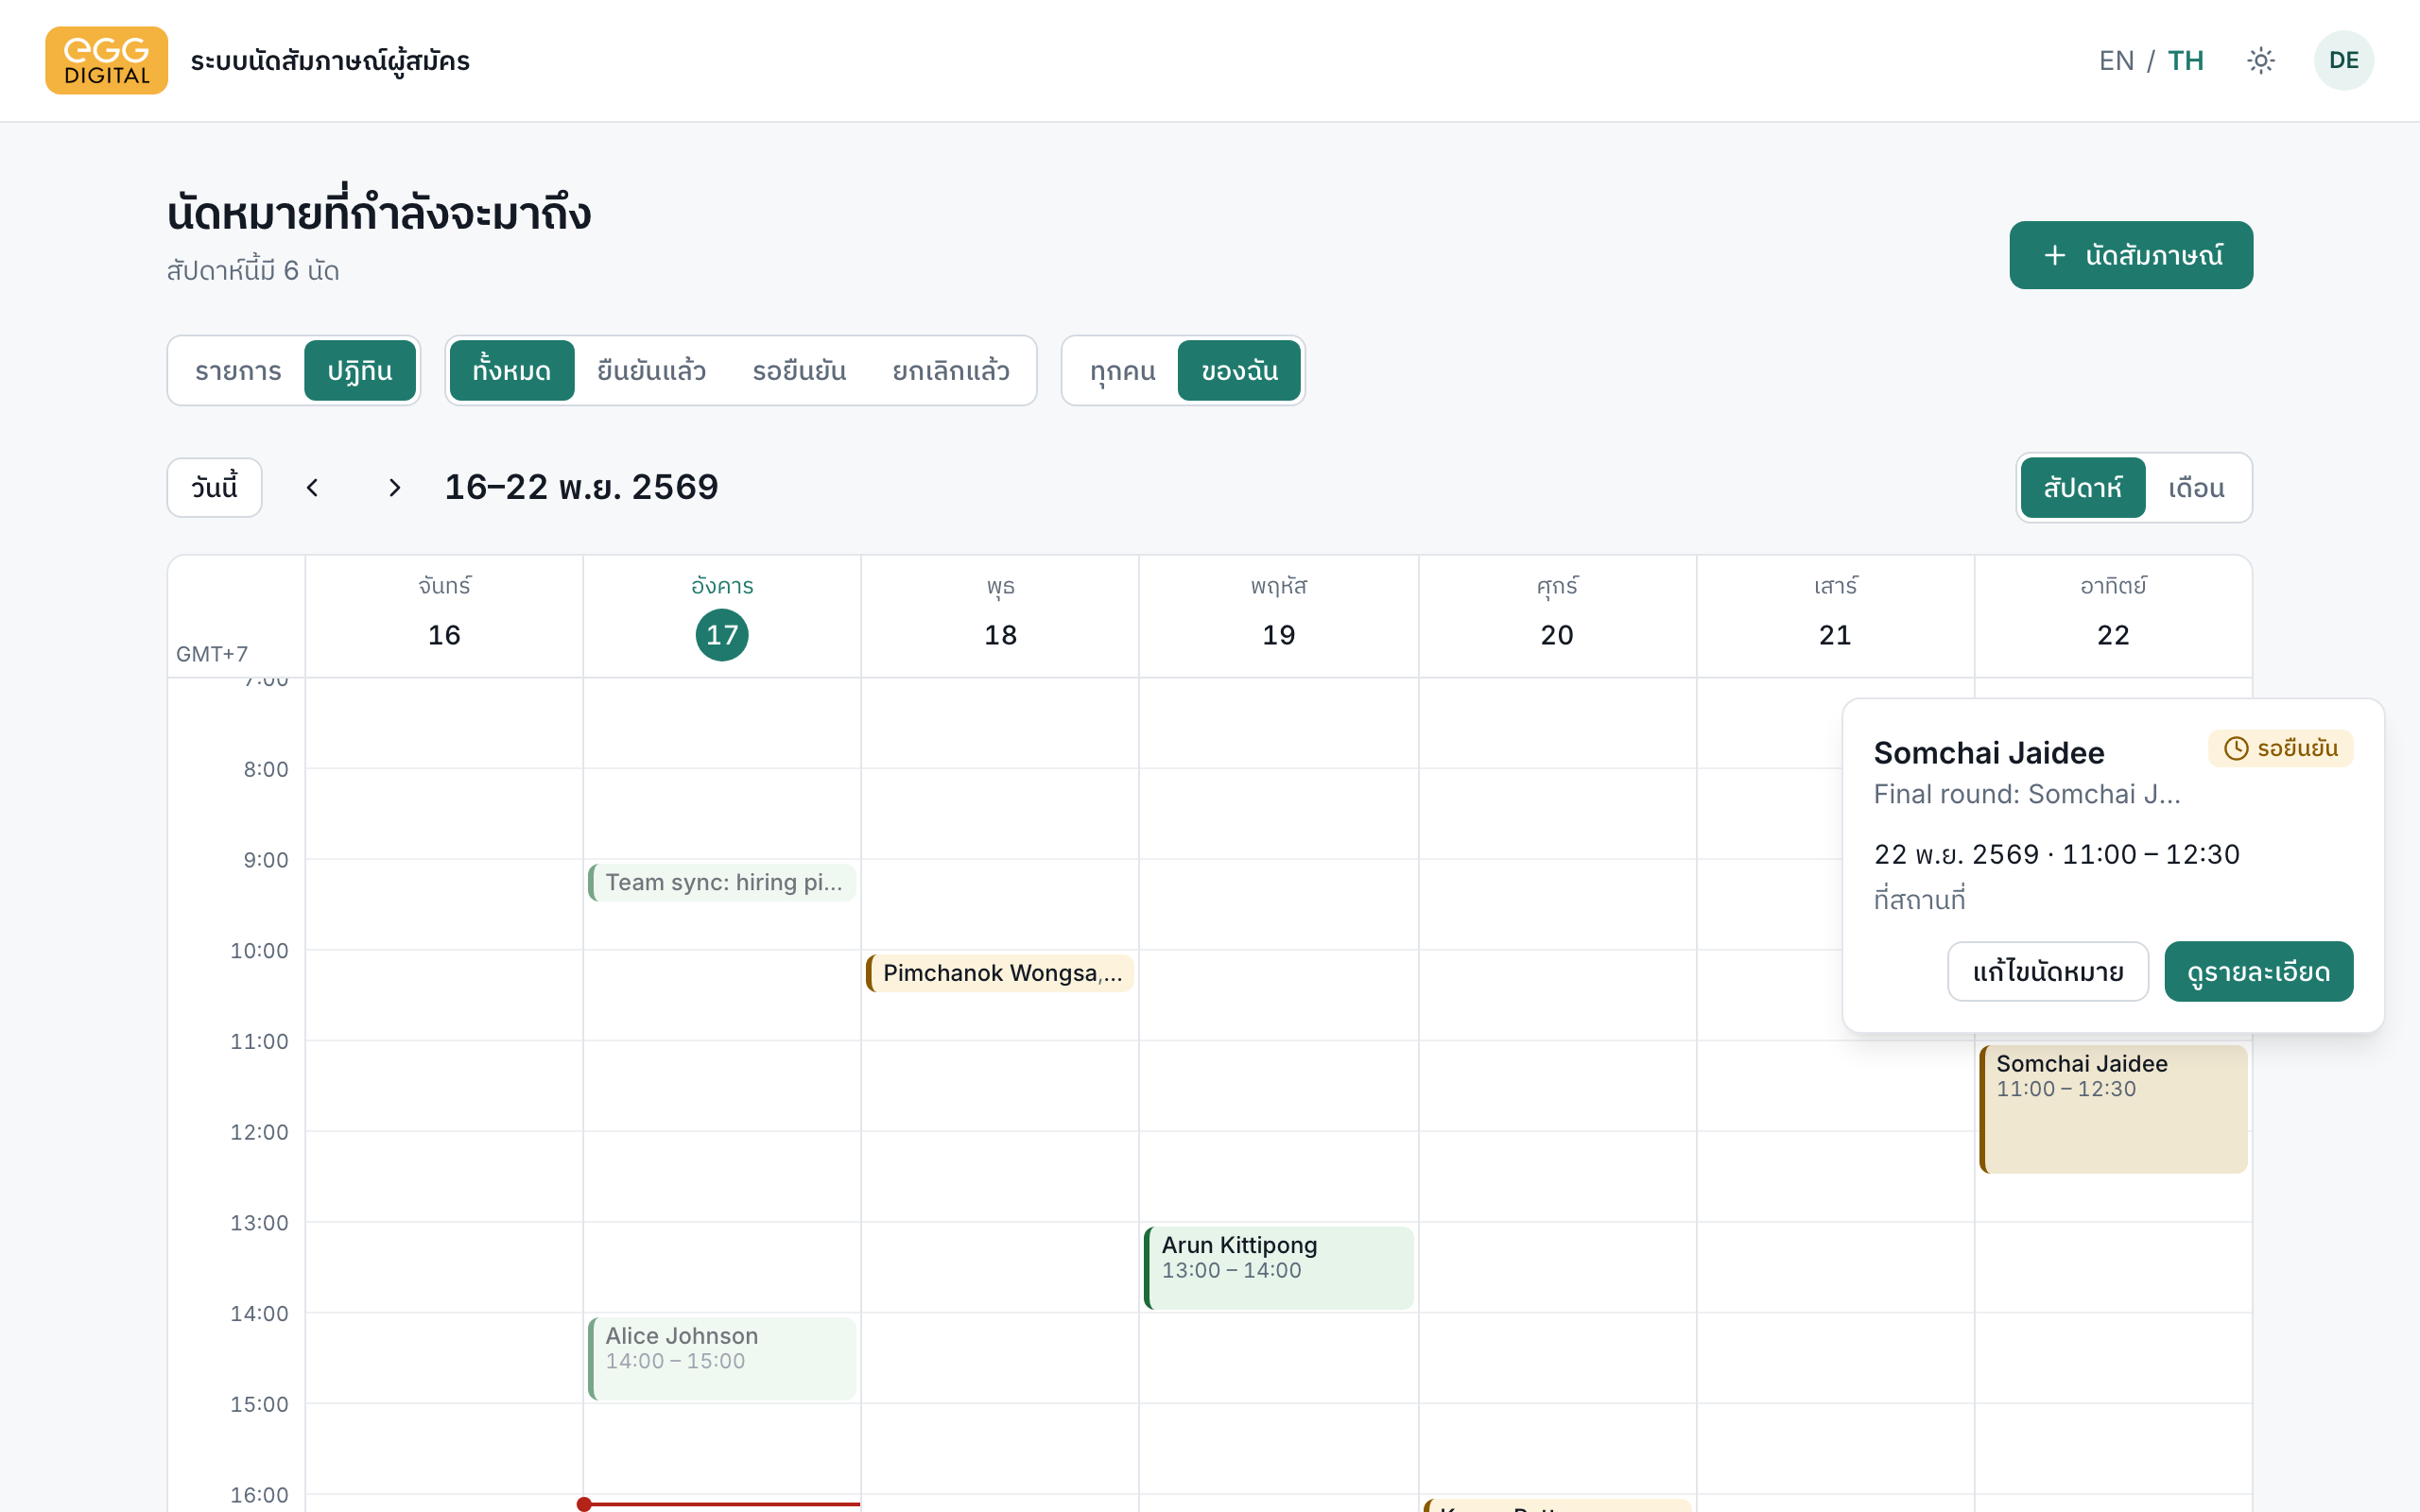 egg DIGITAL
ระบบนัดสัมภาษณ์ผู้สมัคร
EN / TH
DE
นัดหมายที่กำลังจะมาถึง
สัปดาห์นี้มี 6 นัด
+ นัดสัมภาษณ์
รายการ ปฏิทิน
ทั้งหมด ยืนยันแล้ว รอยืนยัน ยกเลิกแล้ว
ทุกคน ของฉัน
วันนี้
16–22 พ.ย. 2569
สัปดาห์ เดือน
GMT+7
จันทร์ 16
อังคาร 17
พุธ 18
พฤหัส 19
ศุกร์ 20
เสาร์ 21
อาทิตย์ 22
7:00
8:00
9:00
Team sync: hiring pi...
10:00
Pimchanok Wongsa,...
11:00
12:00
13:00
Arun Kittipong
13:00 – 14:00
14:00
Alice Johnson
14:00 – 15:00
15:00
16:00
Somchai Jaidee
รอยืนยัน
Final round: Somchai J...
22 พ.ย. 2569 · 11:00 – 12:30
ที่สถานที่
แก้ไขนัดหมาย
ดูรายละเอียด
Somchai Jaidee
11:00 – 12:30